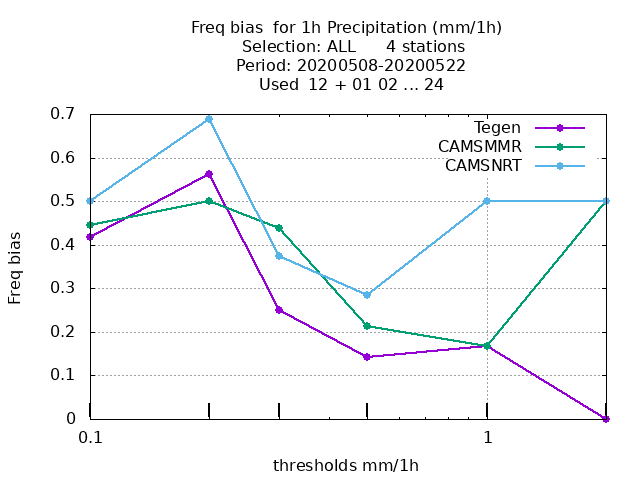 Freq bias  for 1h Precipitation (mm/1h)
Selection: ALL      4 stations
Period: 20200508-20200522
Used  12 + 01 02 ... 24
0.7
0.6
0.5
0.4
0.3
0.2
0.1
0
Freq bias
Tegen
CAMSMMR
CAMSNRT
0.1
1
thresholds mm/1h